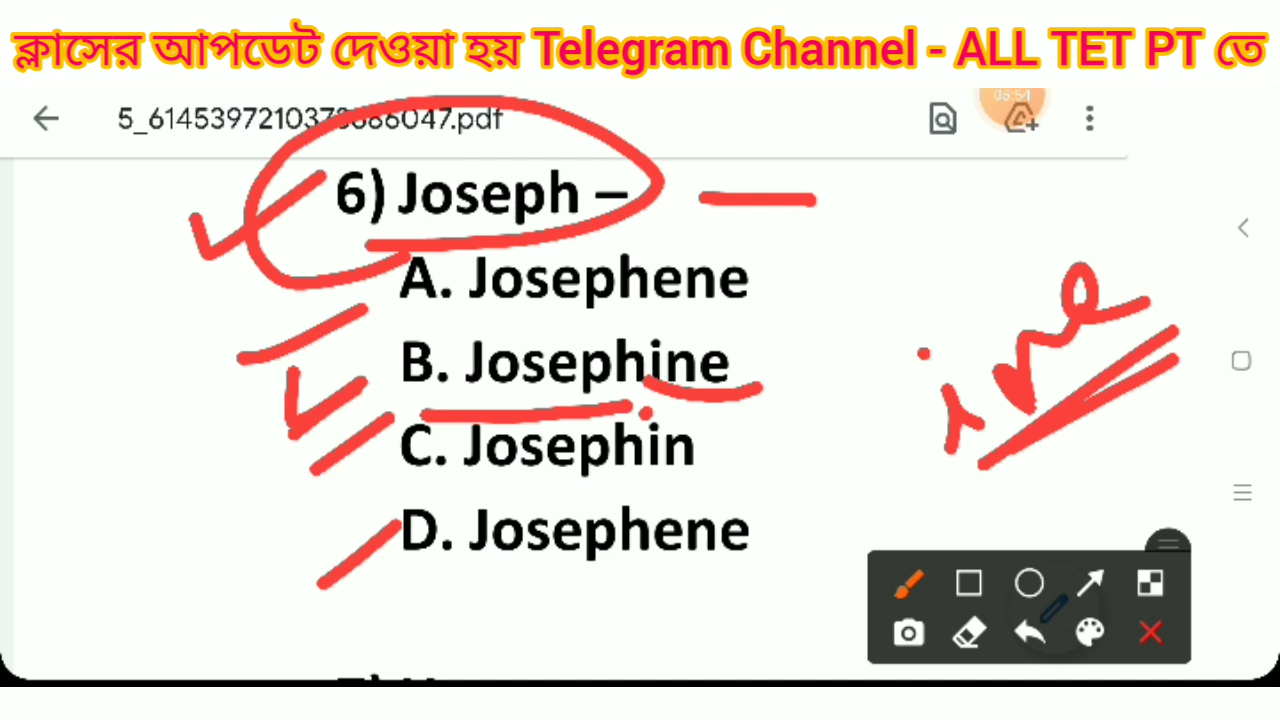 ক্লাসের আপডেট দেওয়া হয় Telegram Channel - ALL TET PT তে
6) Joseph –
A. Josephene
B. Josephine
C. Josephin
D. Josephene
ine